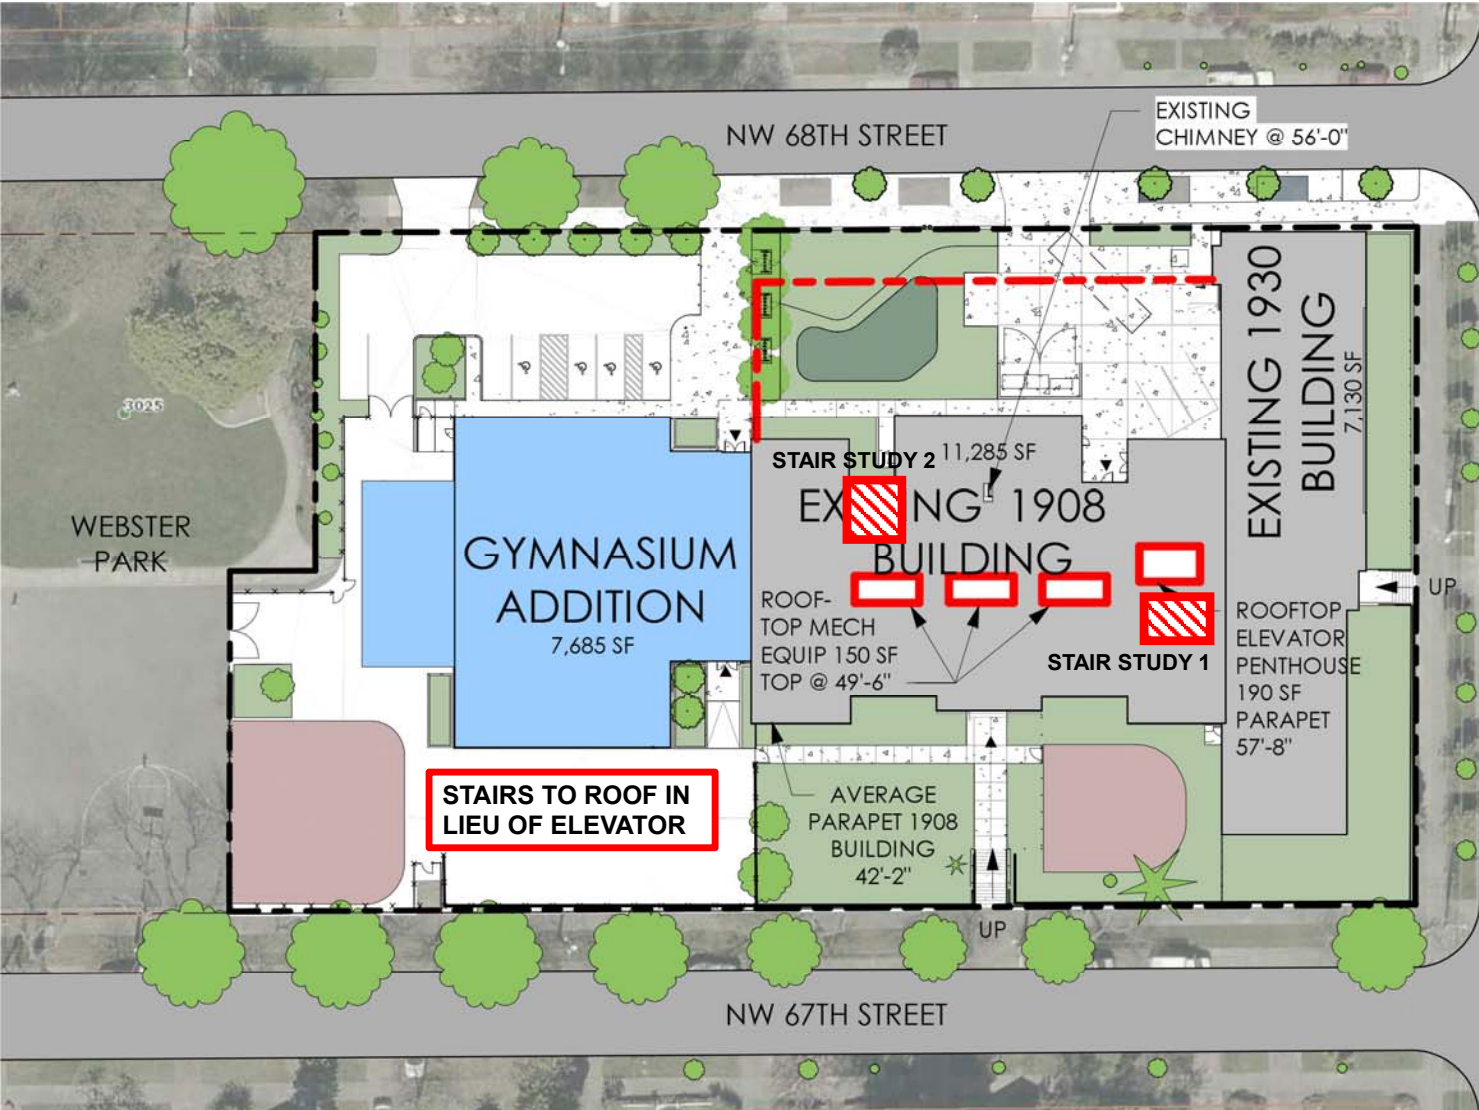 NW 68TH STREET
EXISTING
CHIMNEY @ 56'-0"
3025
WEBSTER
PARK
GYMNASIUM
ADDITION
7,685 SF
STAIR STUDY 2
11,285 SF
EX NG 1908
BUILDING
ROOF-
TOP MECH
EQUIP 150 SF
TOP @ 49'-6"
STAIR STUDY 1
EXISTING 1930
BUILDING
7,130 SF
UP
ROOFTOP
ELEVATOR
PENTHOUSE
190 SF
PARAPET
57'-8"
STAIRS TO ROOF IN
LIEU OF ELEVATOR
AVERAGE
PARAPET 1908
BUILDING
42'-2"
UP
NW 67TH STREET